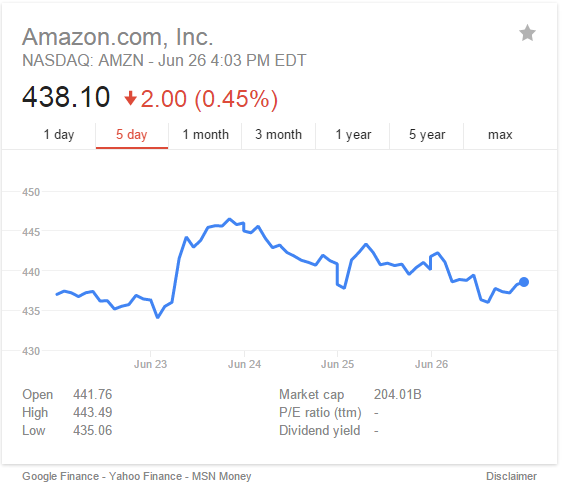 Amazon.com, Inc.
NASDAQ: AMZN - Jun 26 4:03 PM EDT
438.10 2.00 (0.45%)
1 day 5 day 1 month 3 month 1 year 5 year max
450
445
440
435
430
Jun 23 Jun 24 Jun 25 Jun 26
Open 441.76 Market cap 204.01B
High 443.49 P/E ratio (ttm) -
Low 435.06 Dividend yield -
Google Finance - Yahoo Finance - MSN Money Disclaimer